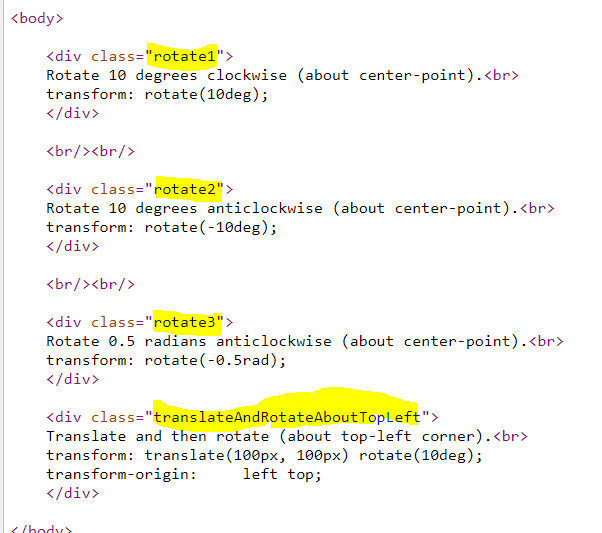 <body>
<div class="rotate1">
Rotate 10 degrees clockwise (about center-point).<br>
transform: rotate(10deg);
</div>
<br/><br/>
<div class="rotate2">
Rotate 10 degrees anticlockwise (about center-point).<br>
transform: rotate(-10deg);
</div>
<br/><br/>
<div class="rotate3">
Rotate 0.5 radians anticlockwise (about center-point).<br>
transform: rotate(-0.5rad);
</div>
<div class="translateAndRotateAboutTopLeft">
Translate and then rotate (about top-left corner).<br>
transform: translate(100px, 100px) rotate(10deg);
transform-origin:     left top;
</div>
</body>